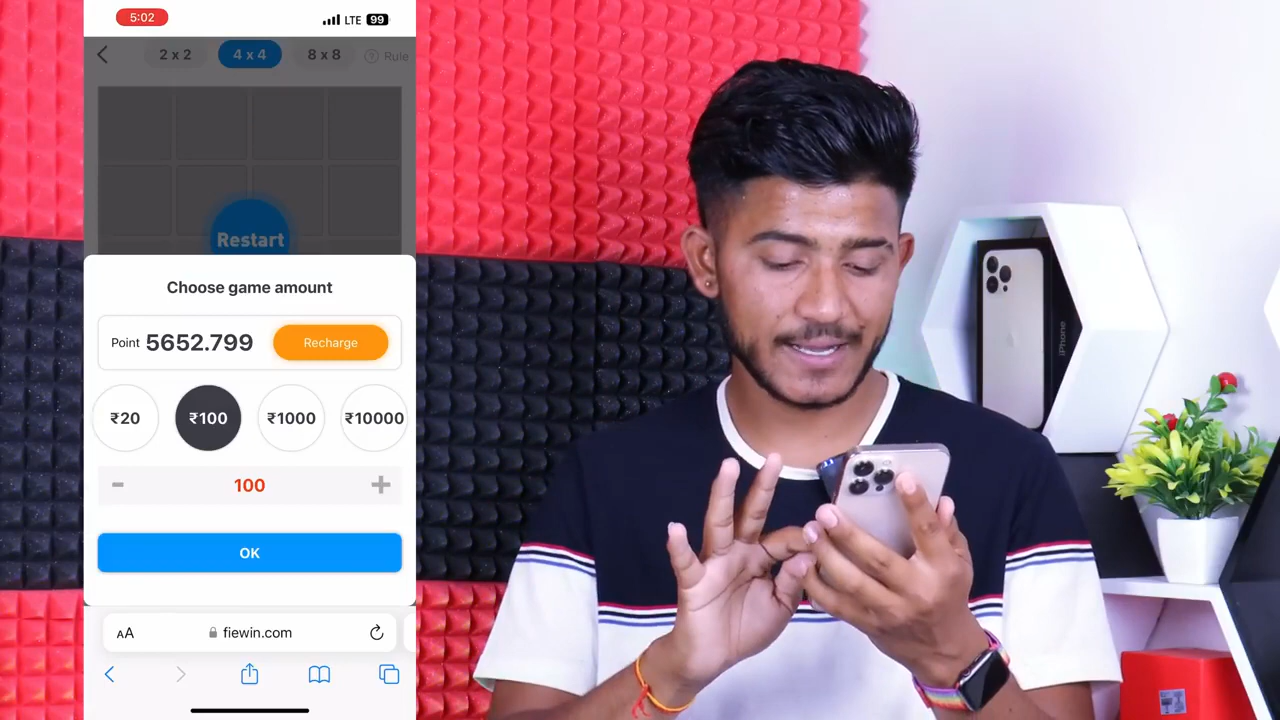 5:02
LTE 99
2 x 2
4 x 4
8 x 8
? Rule
Restart
Choose game amount
Point 5652.799
Recharge
₹20
₹100
₹1000
₹10000
- 100 +
OK
AA
fiewin.com
iPhone